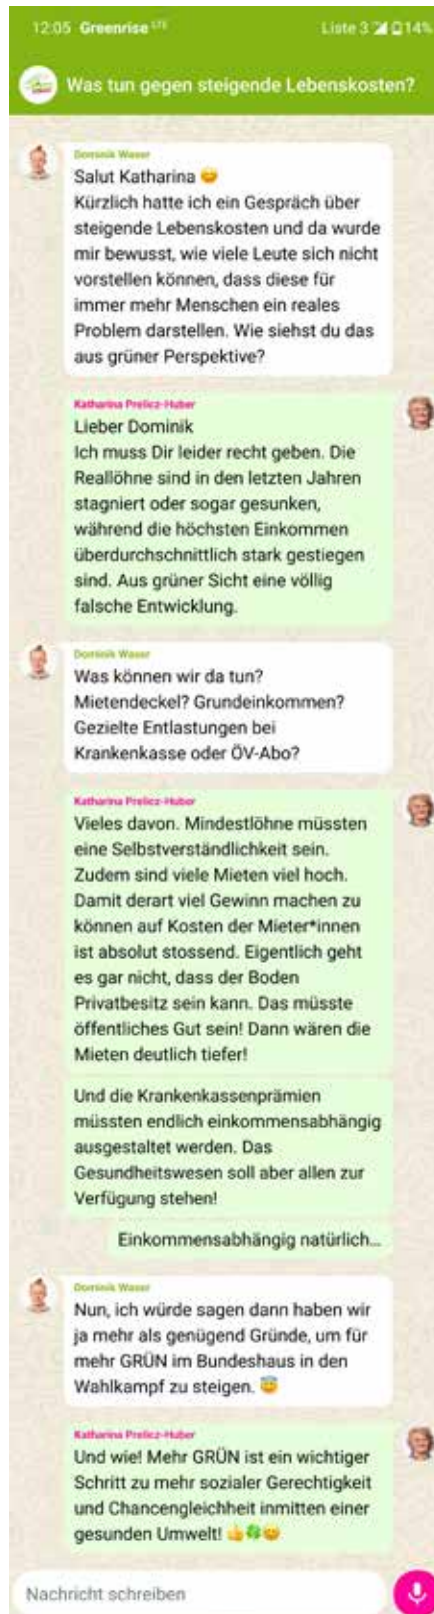 12:05 Greenrise LTE Liste 3 14%
Was tun gegen steigende Lebenskosten?
Dominik Waser
Salut Katharina
Kürzlich hatte ich ein Gespräch über
steigende Lebenskosten und da wurde
mir bewusst, wie viele Leute sich nicht
vorstellen können, dass diese für
immer mehr Menschen ein reales
Problem darstellen. Wie siehst du das
aus grüner Perspektive?
Katharina Prelicz-Huber
Lieber Dominik
Ich muss Dir leider recht geben. Die
Reallöhne sind in den letzten Jahren
stagniert oder sogar gesunken,
während die höchsten Einkommen
überdurchschnittlich stark gestiegen
sind. Aus grüner Sicht eine völlig
falsche Entwicklung.
Dominik Waser
Was können wir da tun?
Mietendeckel? Grundeinkommen?
Gezielte Entlastungen bei
Krankenkasse oder ÖV-Abo?
Katharina Prelicz-Huber
Vieles davon. Mindestlöhne müssten
eine Selbstverständlichkeit sein.
Zudem sind viele Mieten viel hoch.
Damit derart viel Gewinn machen zu
können auf Kosten der Mieter*innen
ist absolut stossend. Eigentlich geht
es gar nicht, dass der Boden
Privatbesitz sein kann. Das müsste
öffentliches Gut sein! Dann wären die
Mieten deutlich tiefer!
Und die Krankenkassenprämien
müssten endlich einkommensabhängig
ausgestaltet werden. Das
Gesundheitswesen soll aber allen zur
Verfügung stehen!
Einkommensabhängig natürlich...
Dominik Waser
Nun, ich würde sagen dann haben wir
ja mehr als genügend Gründe, um für
mehr GRÜN im Bundeshaus in den
Wahlkampf zu steigen. 😇
Katharina Prelicz-Huber
Und wie! Mehr GRÜN ist ein wichtiger
Schritt zu mehr sozialer Gerechtigkeit
und Chancengleichheit inmitten einer
gesunden Umwelt! 👍🍀😊
Nachricht schreiben